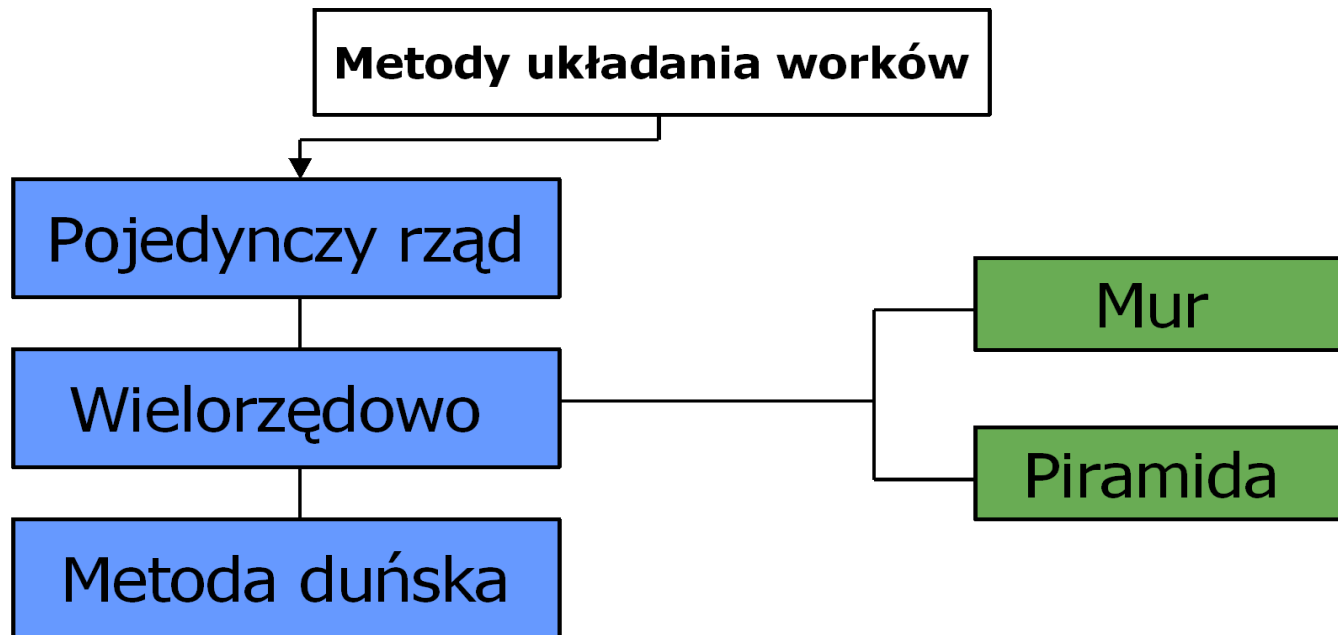 Metody układania worków
Pojedynczy rząd
Wielorzędowo
Metoda duńska
Mur
Piramida